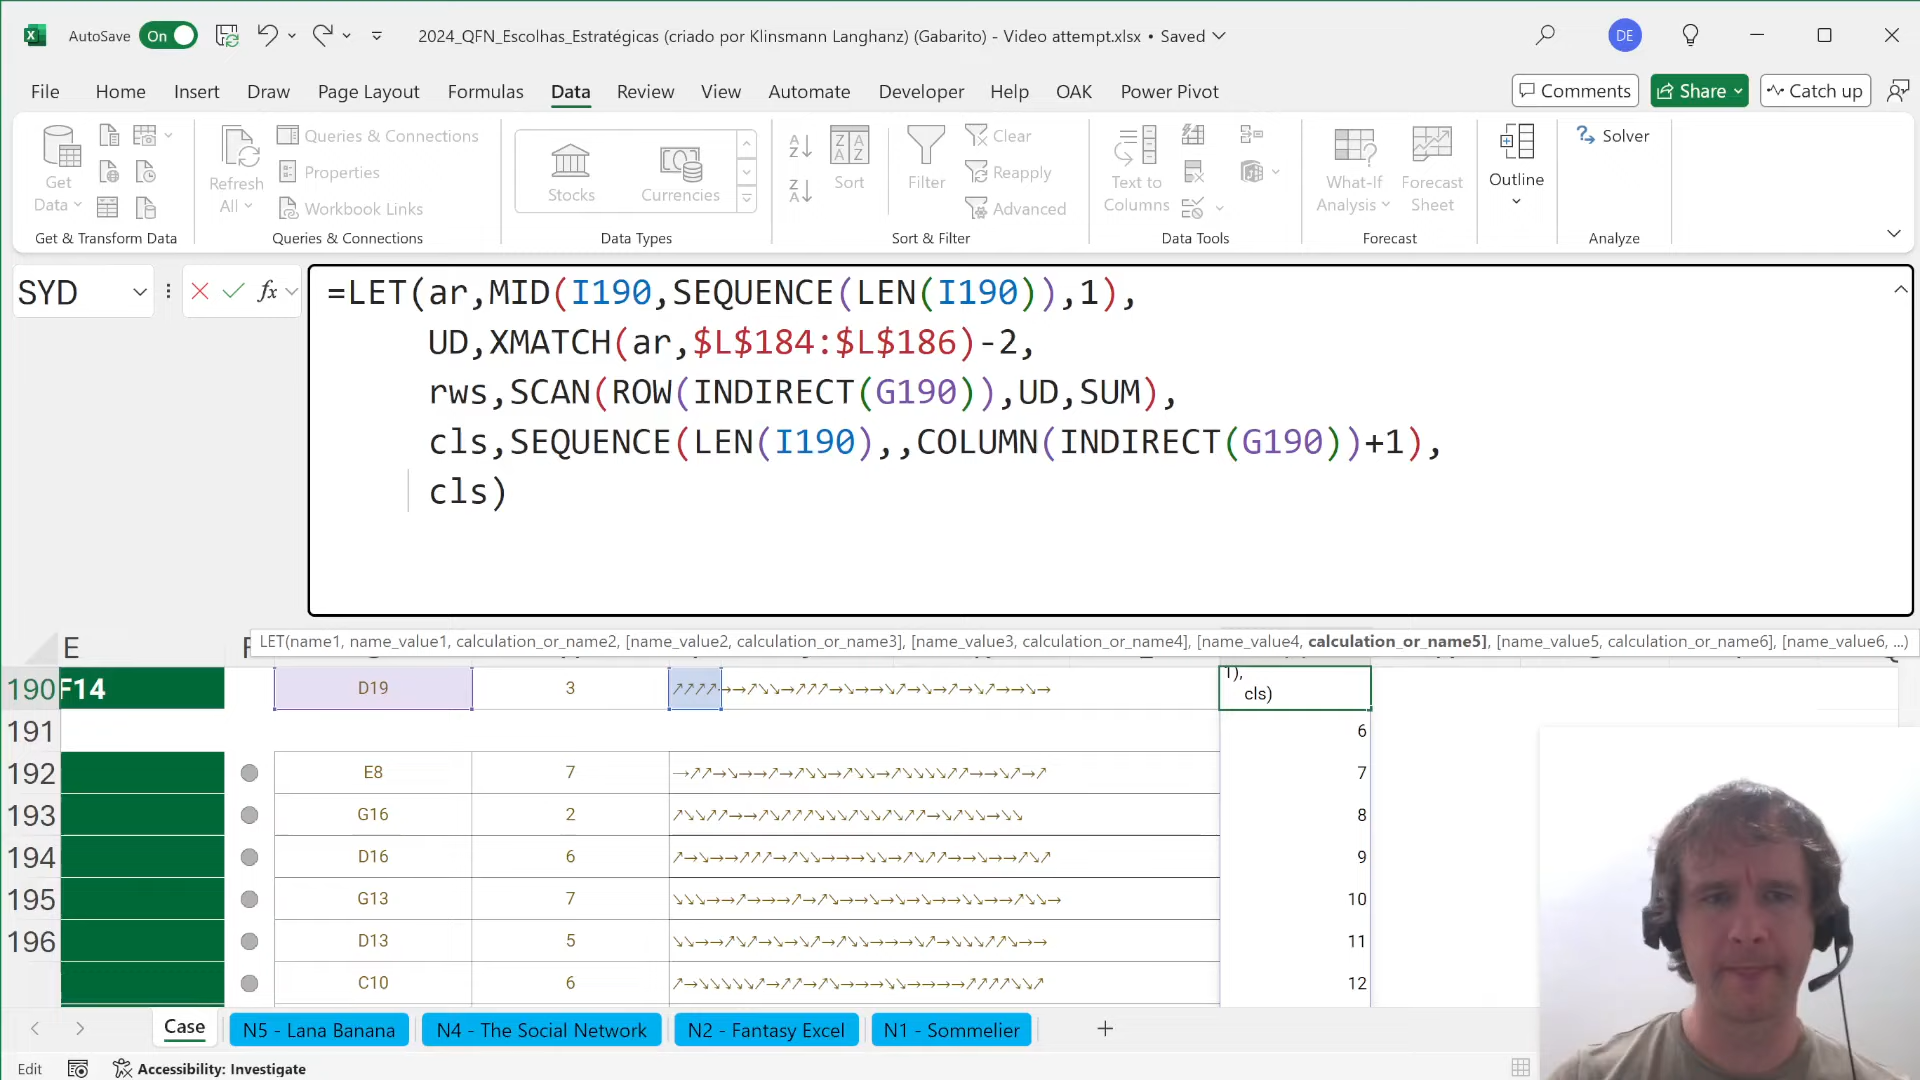 AutoSave On 2024_QFN_Escolhas_Estratégicas (criado por Klinsmann Langhanz) (Gabarito) - Video attempt.xlsx • Saved DE
File Home Insert Draw Page Layout Formulas Data Review View Automate Developer Help OAK Power Pivot Comments Share Catch up
Get Data
Refresh All
Queries & Connections
Properties
Workbook Links
Stocks
Currencies
Sort
Filter
Clear
Reapply
Advanced
Text to Columns
What-If Analysis
Forecast Sheet
Outline
Solver
Get & Transform Data Queries & Connections Data Types Sort & Filter Data Tools Forecast Analyze
SYD fx =LET(ar,MID(I190,SEQUENCE(LEN(I190)),1),
UD,XMATCH(ar,$L$184:$L$186)-2,
rws,SCAN(ROW(INDIRECT(G190)),UD,SUM),
cls,SEQUENCE(LEN(I190),,COLUMN(INDIRECT(G190))+1),
cls)
LET(name1, name_value1, calculation_or_name2, [name_value2, calculation_or_name3], [name_value3, calculation_or_name4], [name_value4, calculation_or_name5], [name_value5, calculation_or_name6], [name_value6, ...)
E
1),
190 F14 D19 3 cls)
191 6
192 E8 7 7
193 G16 2 8
194 D16 6 9
195 G13 7 10
196 D13 5 11
C10 6 12
Case N5 - Lana Banana N4 - The Social Network N2 - Fantasy Excel N1 - Sommelier
Edit Accessibility: Investigate